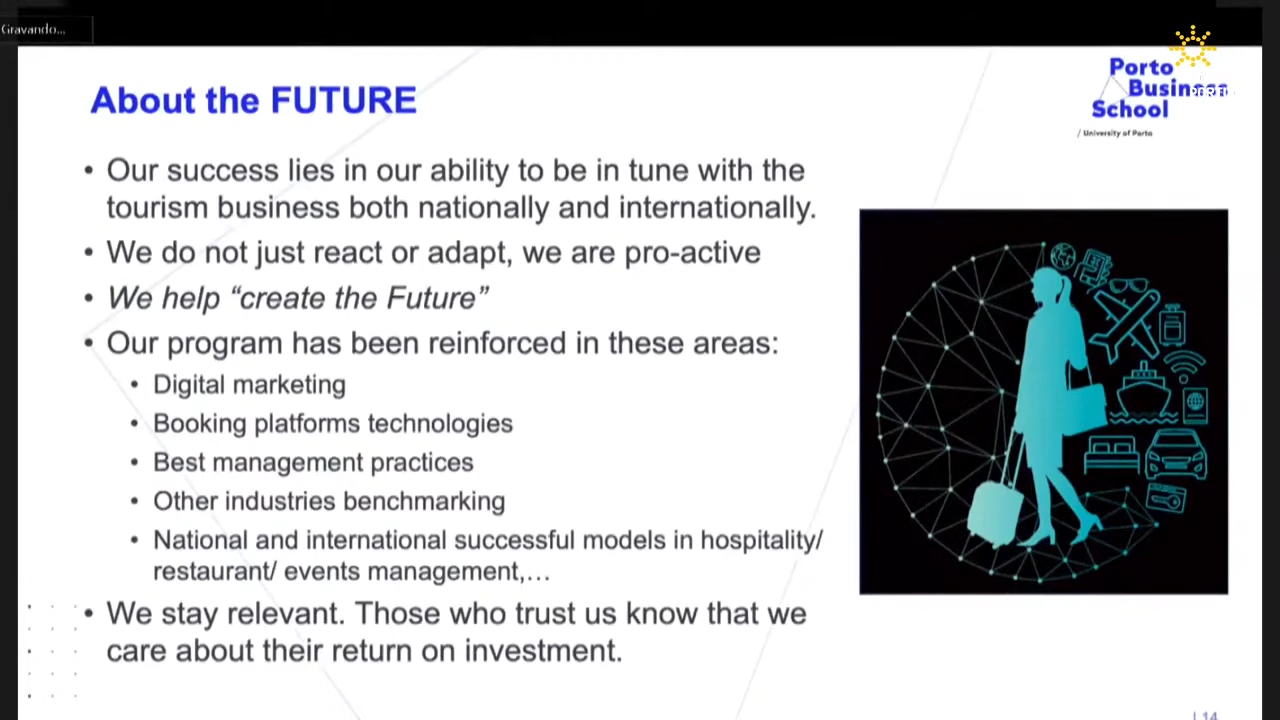 Gravando...
About the FUTURE
Porto
Business
School
/ University of Porto
• Our success lies in our ability to be in tune with the
tourism business both nationally and internationally.
• We do not just react or adapt, we are pro-active
• We help “create the Future”
• Our program has been reinforced in these areas:
• Digital marketing
• Booking platforms technologies
• Best management practices
• Other industries benchmarking
• National and international successful models in hospitality/
restaurant/ events management,…
• We stay relevant. Those who trust us know that we
care about their return on investment.
| 14